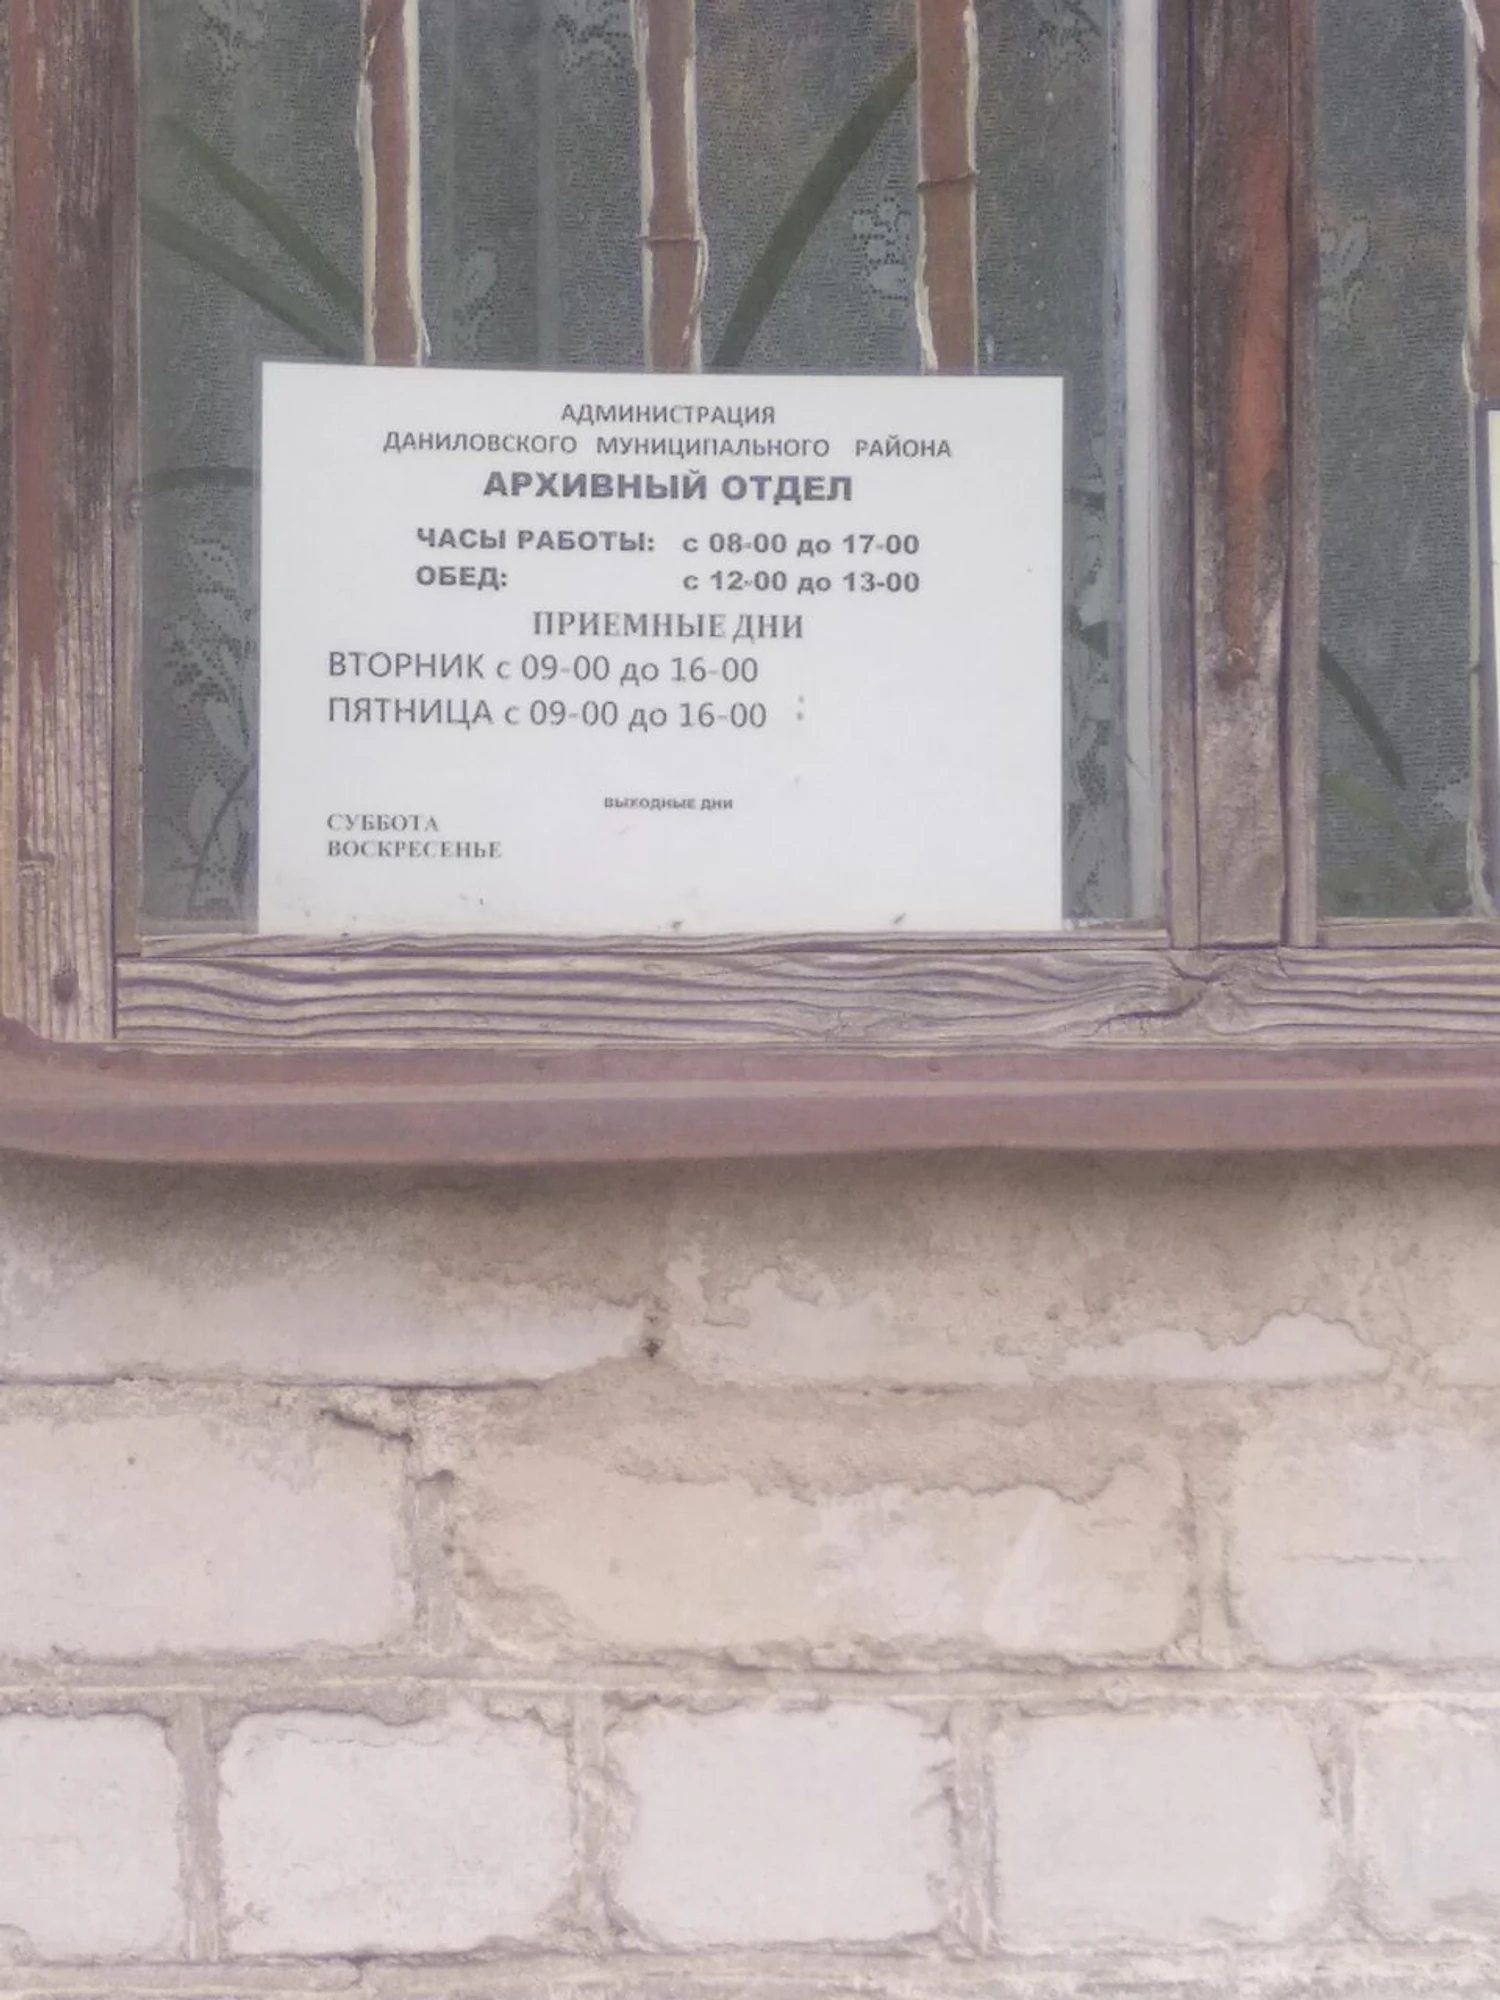 АДМИНИСТРАЦИЯ
ДАНИЛОВСКОГО МУНИЦИПАЛЬНОГО РАЙОНА
АРХИВНЫЙ ОТДЕЛ
ЧАСЫ РАБОТЫ: с 08-00 до 17-00
ОБЕД: с 12-00 до 13-00
ПРИЕМНЫЕ ДНИ
ВТОРНИК с 09-00 до 16-00
ПЯТНИЦА с 09-00 до 16-00
ВЫХОДНЫЕ ДНИ
СУББОТА
ВОСКРЕСЕНЬЕ